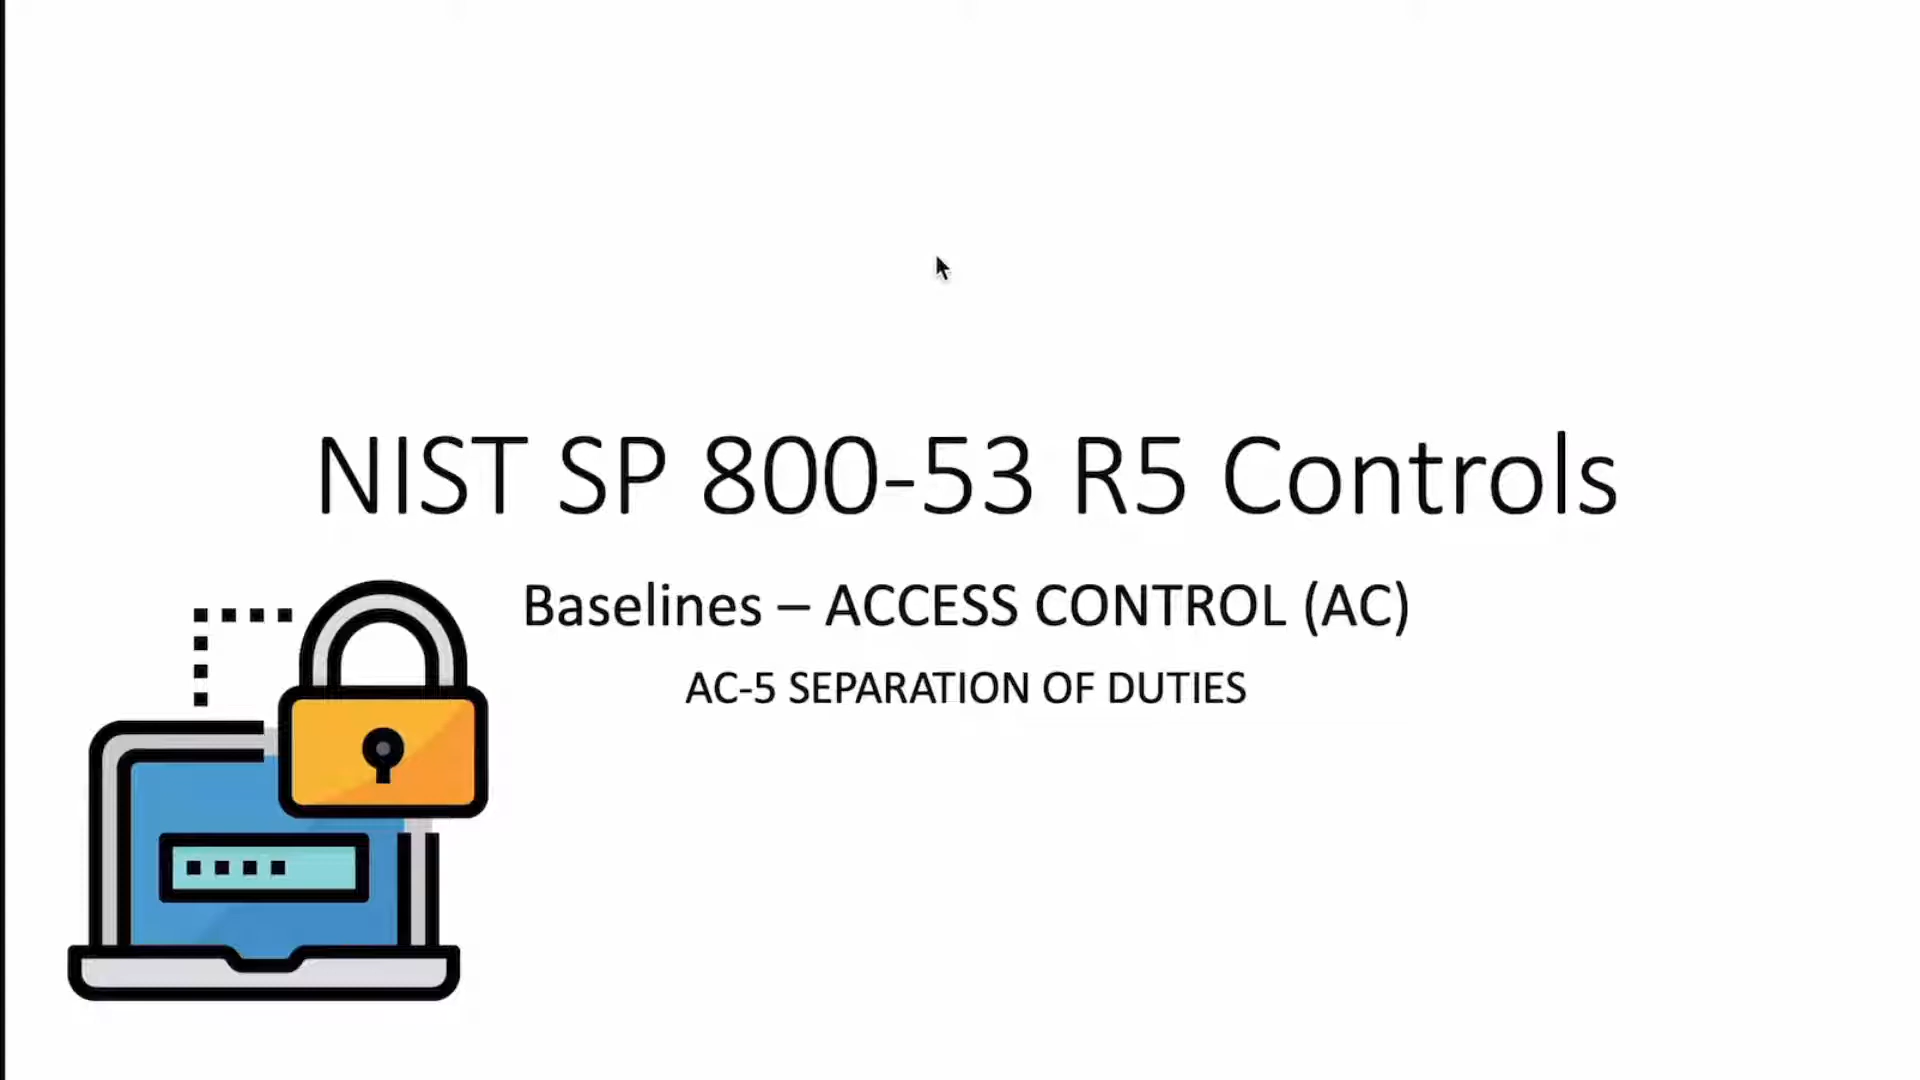 NIST SP 800-53 R5 Controls
Baselines – ACCESS CONTROL (AC)
AC-5 SEPARATION OF DUTIES